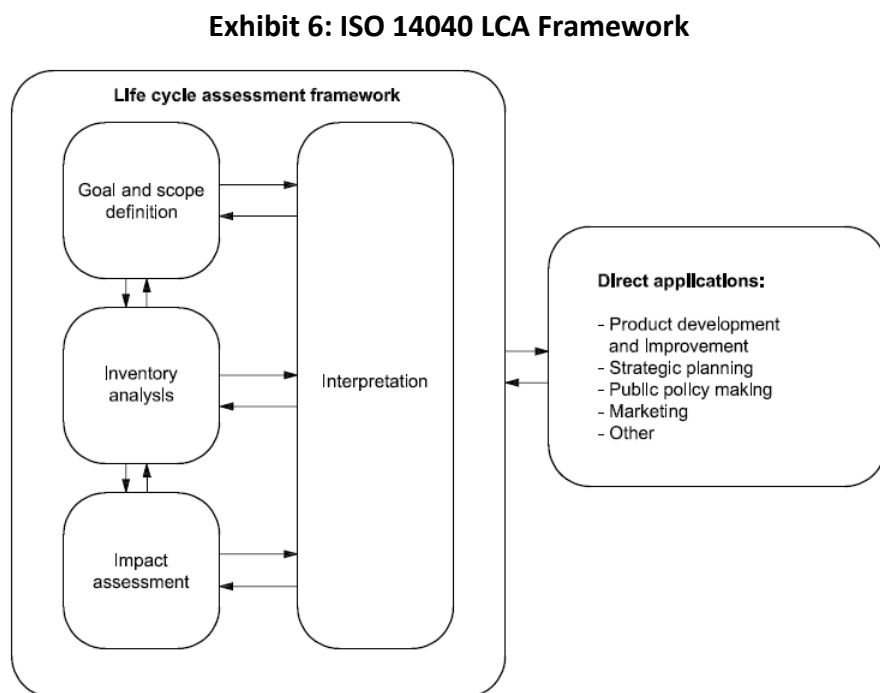 Exhibit 6: ISO 14040 LCA Framework
Life cycle assessment framework
Goal and scope
definition
Inventory
analysis
Impact
assessment
Interpretation
Direct applications:
- Product development
and Improvement
- Strategic planning
- Public policy making
- Marketing
- Other